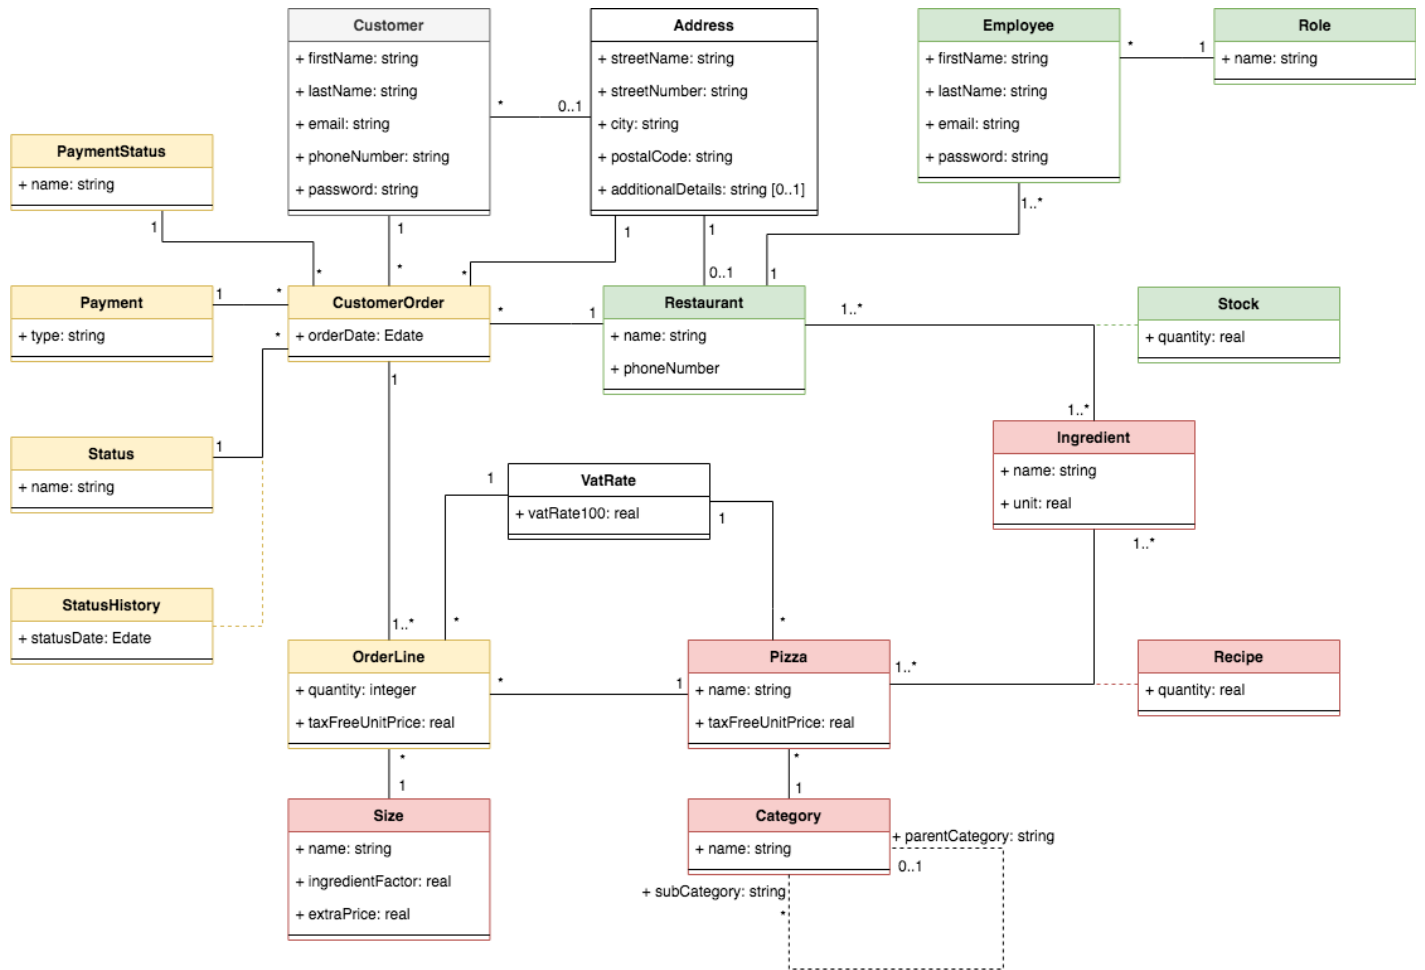 Customer
+ firstName: string
+ lastName: string
+ email: string
+ phoneNumber: string
+ password: string
Address
+ streetName: string
+ streetNumber: string
+ city: string
+ postalCode: string
+ additionalDetails: string [0..1]
Employee
+ firstName: string
+ lastName: string
+ email: string
+ password: string
Role
+ name: string
*
0..1
*
1
PaymentStatus
+ name: string
1
*
1
*
1
*
1
0..1
1..*
1
Payment
+ type: string
1
*
CustomerOrder
+ orderDate: Edate
*
1
Restaurant
+ name: string
+ phoneNumber
1..*
1..*
Stock
+ quantity: real
*
1
Status
+ name: string
1
1..*
Ingredient
+ name: string
+ unit: real
1..*
VatRate
+ vatRate100: real
1
*
1
*
StatusHistory
+ statusDate: Edate
OrderLine
+ quantity: integer
+ taxFreeUnitPrice: real
*
1
Pizza
+ name: string
+ taxFreeUnitPrice: real
1..*
Recipe
+ quantity: real
*
1
*
1
Size
+ name: string
+ ingredientFactor: real
+ extraPrice: real
Category
+ name: string
+ parentCategory: string
0..1
+ subCategory: string
*